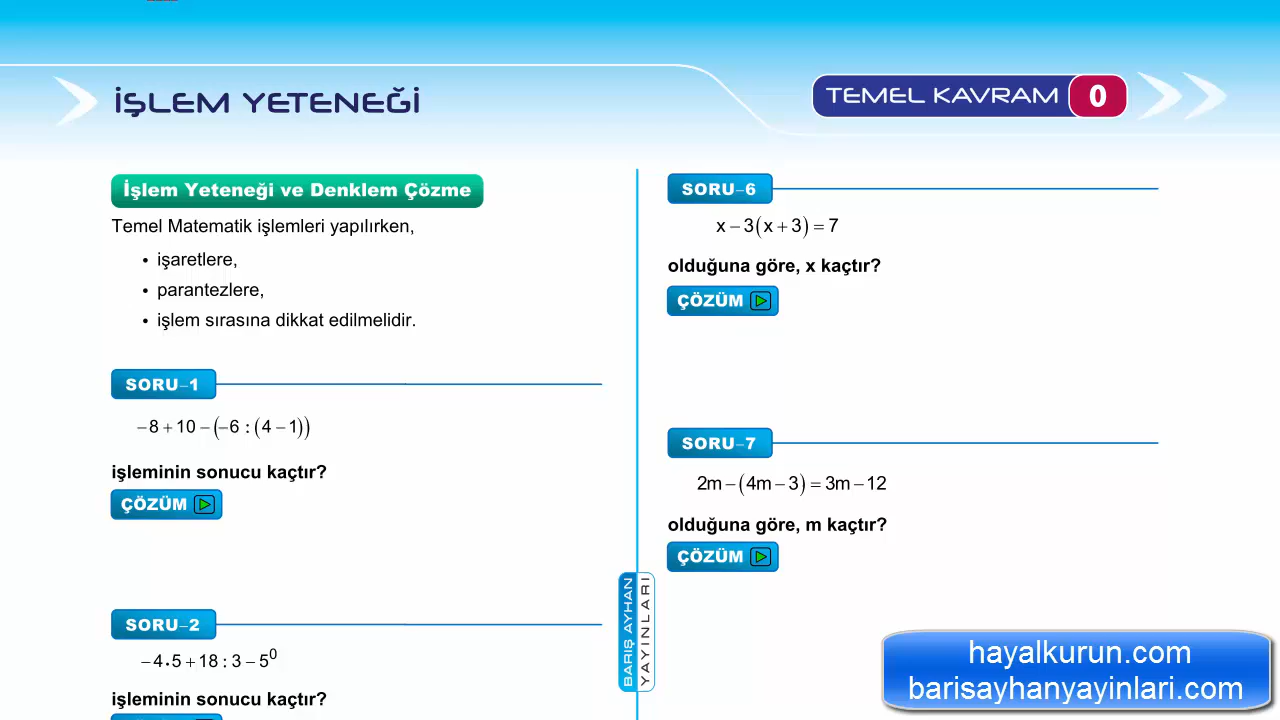 İŞLEM YETENEĞİ
TEMEL KAVRAM 0
İşlem Yeteneği ve Denklem Çözme
Temel Matematik işlemleri yapılırken,
• işaretlere,
• parantezlere,
• işlem sırasına dikkat edilmelidir.
SORU–1
−8 + 10 − (−6 : (4 − 1))
işleminin sonucu kaçtır?
ÇÖZÜM
SORU–2
−4.5 + 18 : 3 − 5⁰
işleminin sonucu kaçtır?
BARIŞ AYHAN
YAYINLARI
SORU–6
x − 3(x + 3) = 7
olduğuna göre, x kaçtır?
ÇÖZÜM
SORU–7
2m − (4m − 3) = 3m − 12
olduğuna göre, m kaçtır?
ÇÖZÜM
hayalkurun.com
barisayhanyayinlari.com